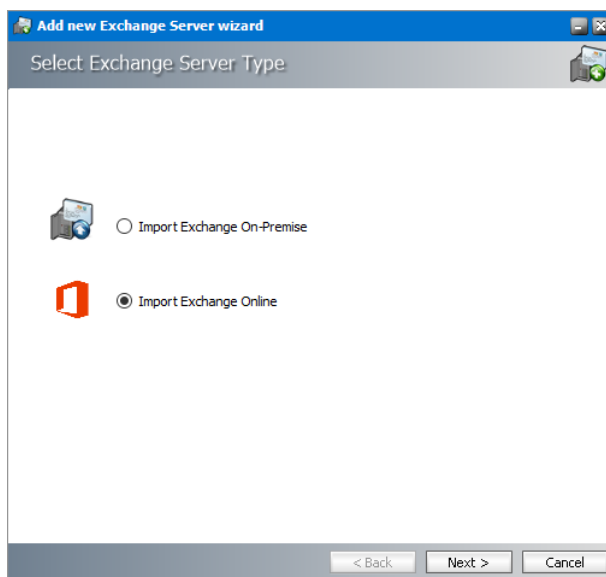 Add new Exchange Server wizard
Select Exchange Server Type
Import Exchange On-Premise
Import Exchange Online
< Back
Next >
Cancel